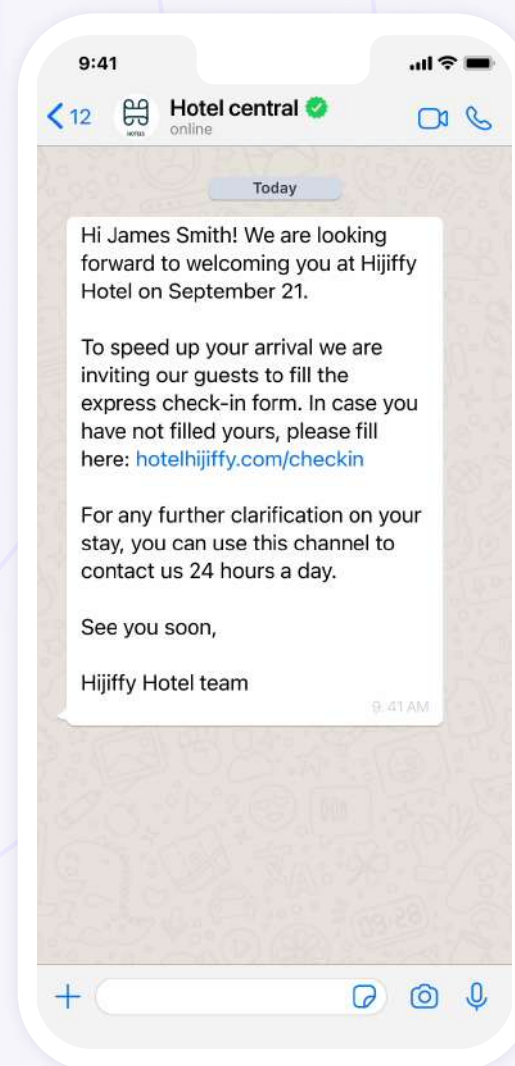 9:41
12
Hotel central
online
HOTELS
Today
Hi James Smith! We are looking
forward to welcoming you at Hijiffy
Hotel on September 21.
To speed up your arrival we are
inviting our guests to fill the
express check-in form. In case you
have not filled yours, please fill
here: hotelhijiffy.com/checkin
For any further clarification on your
stay, you can use this channel to
contact us 24 hours a day.
See you soon,
Hijiffy Hotel team
9:41 AM
09:28